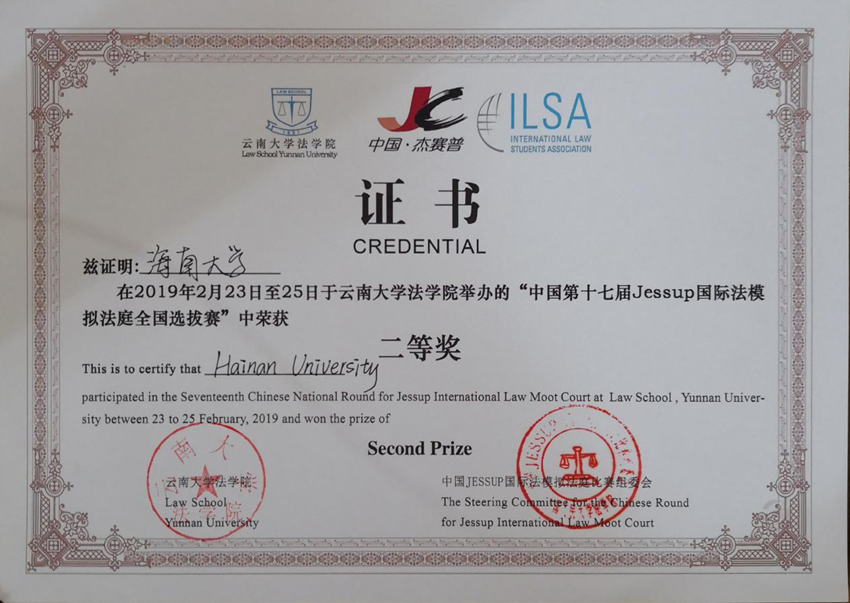 LAW SCHOOL
云南大学法学院
Law School Yunnan University
JC
中国·杰赛普
ILSA
INTERNATIONAL LAW
STUDENTS ASSOCIATION
证书
CREDENTIAL
兹证明:海南大学
在2019年2月23日至25日于云南大学法学院举办的“中国第十七届Jessup国际法模
拟法庭全国选拔赛”中荣获
二等奖
This is to certify that Hainan University
participated in the Seventeenth Chinese National Round for Jessup International Law Moot Court at Law School , Yunnan Univer-
sity between 23 to 25 February, 2019 and won the prize of
Second Prize
云南大学法学院
Law School
Yunnan University
中国JESSUP国际法模拟法庭比赛组委会
The Steering Committee for the Chinese Round
for Jessup International Law Moot Court